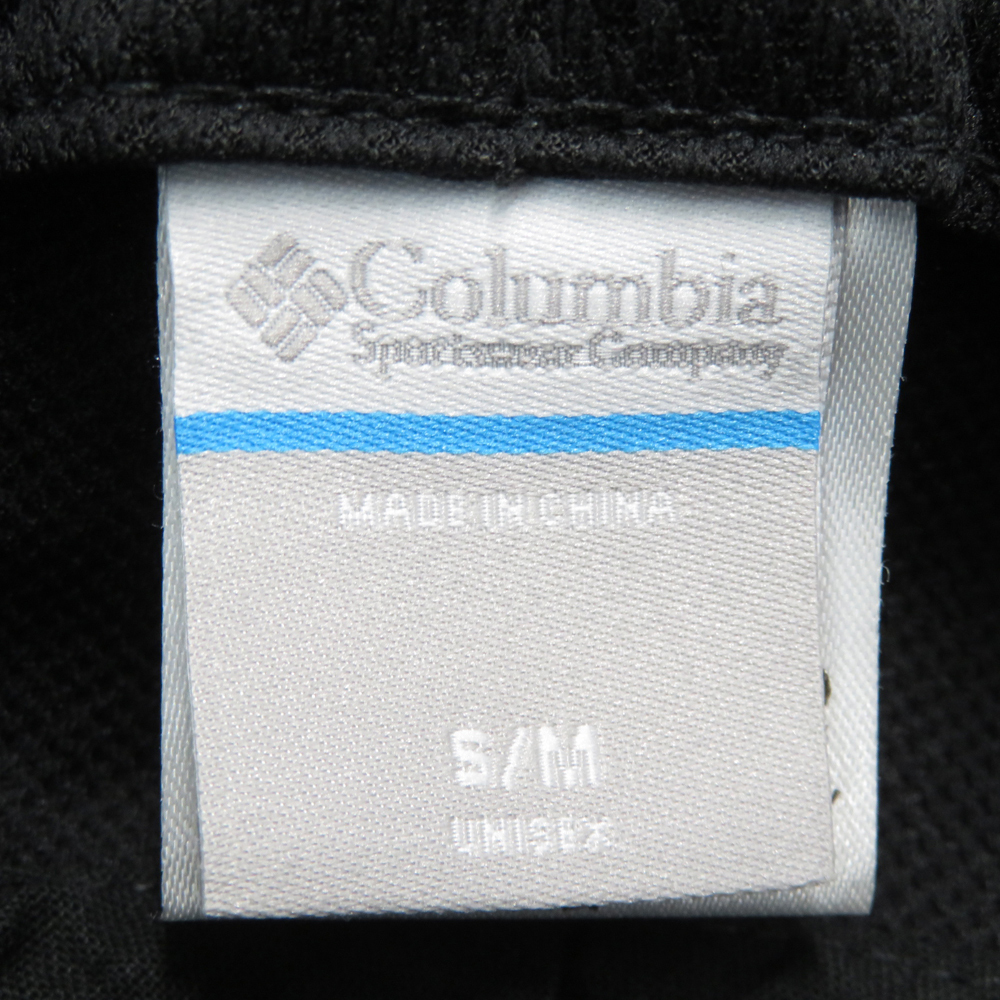 Columbia
Sportswear Company
MADE IN CHINA
S/M
UNISEX